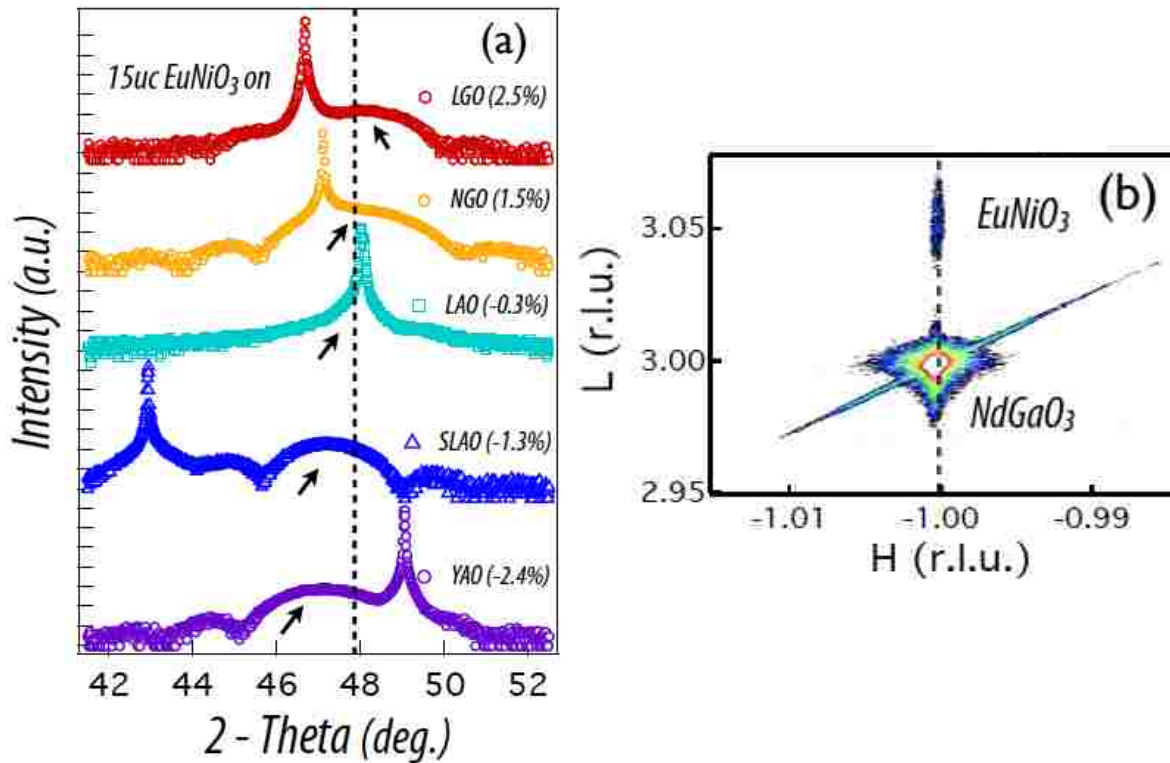 (a)
15uc EuNiO₃ on
LGO (2.5%)
NGO (1.5%)
LAO (-0.3%)
SLAO (-1.3%)
YAO (-2.4%)
Intensity (a.u.)
42 44 46 48 50 52
2 - Theta (deg.)
(b)
EuNiO₃
NdGaO₃
3.05
3.00
2.95
L (r.l.u.)
-1.01 -1.00 -0.99
H (r.l.u.)